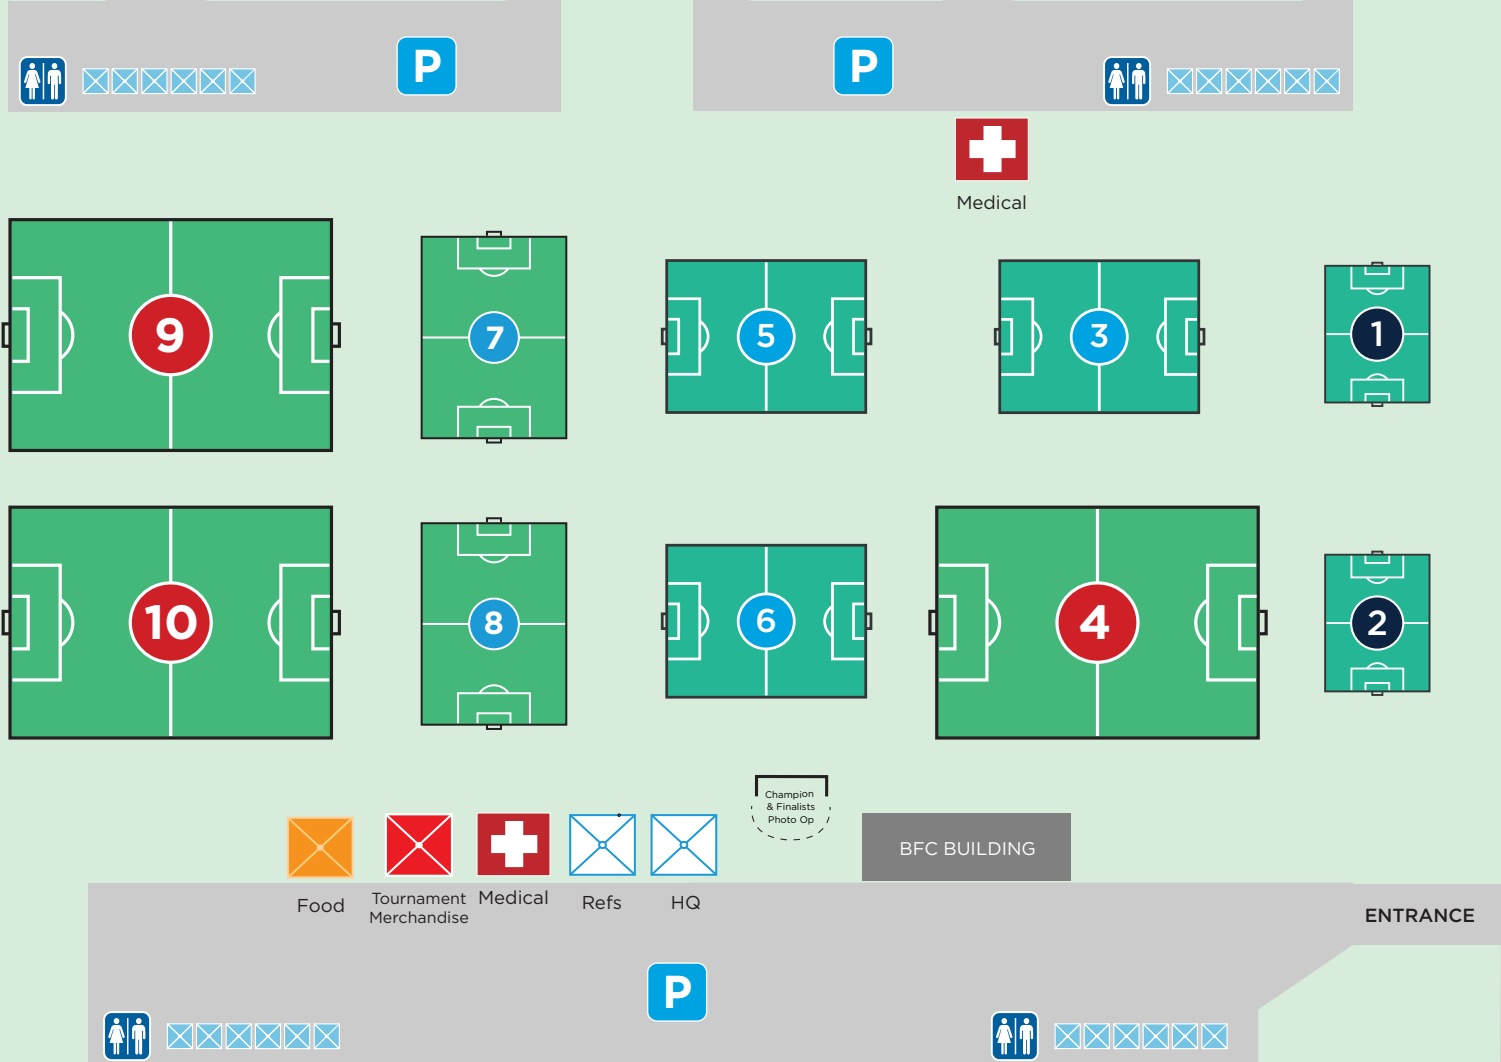 P
P
Medical
9
7
5
3
1
10
8
6
4
2
Champion
& Finalists
Photo Op
BFC BUILDING
Food
Tournament
Merchandise
Medical
Refs
HQ
ENTRANCE
P